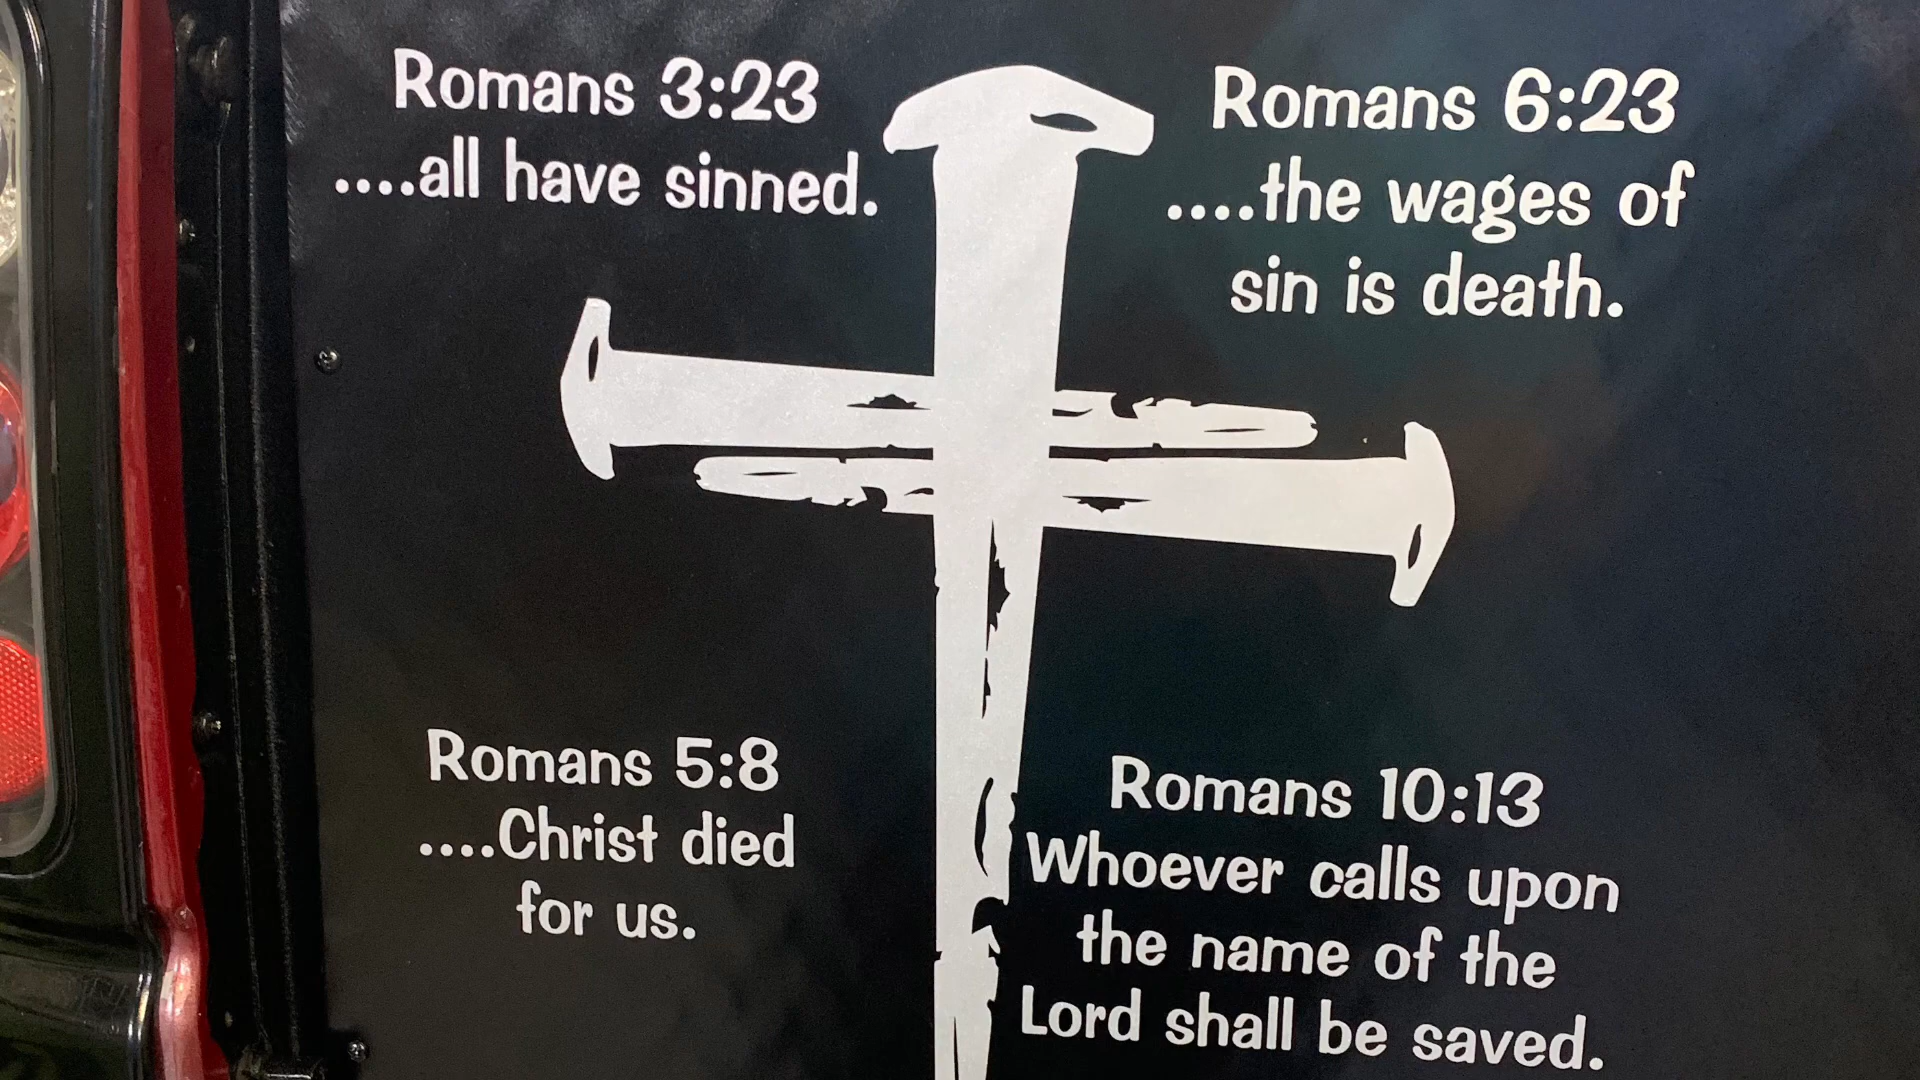 Romans 3:23
....all have sinned.
Romans 6:23
....the wages of
sin is death.
Romans 5:8
....Christ died
for us.
Romans 10:13
Whoever calls upon
the name of the
Lord shall be saved.